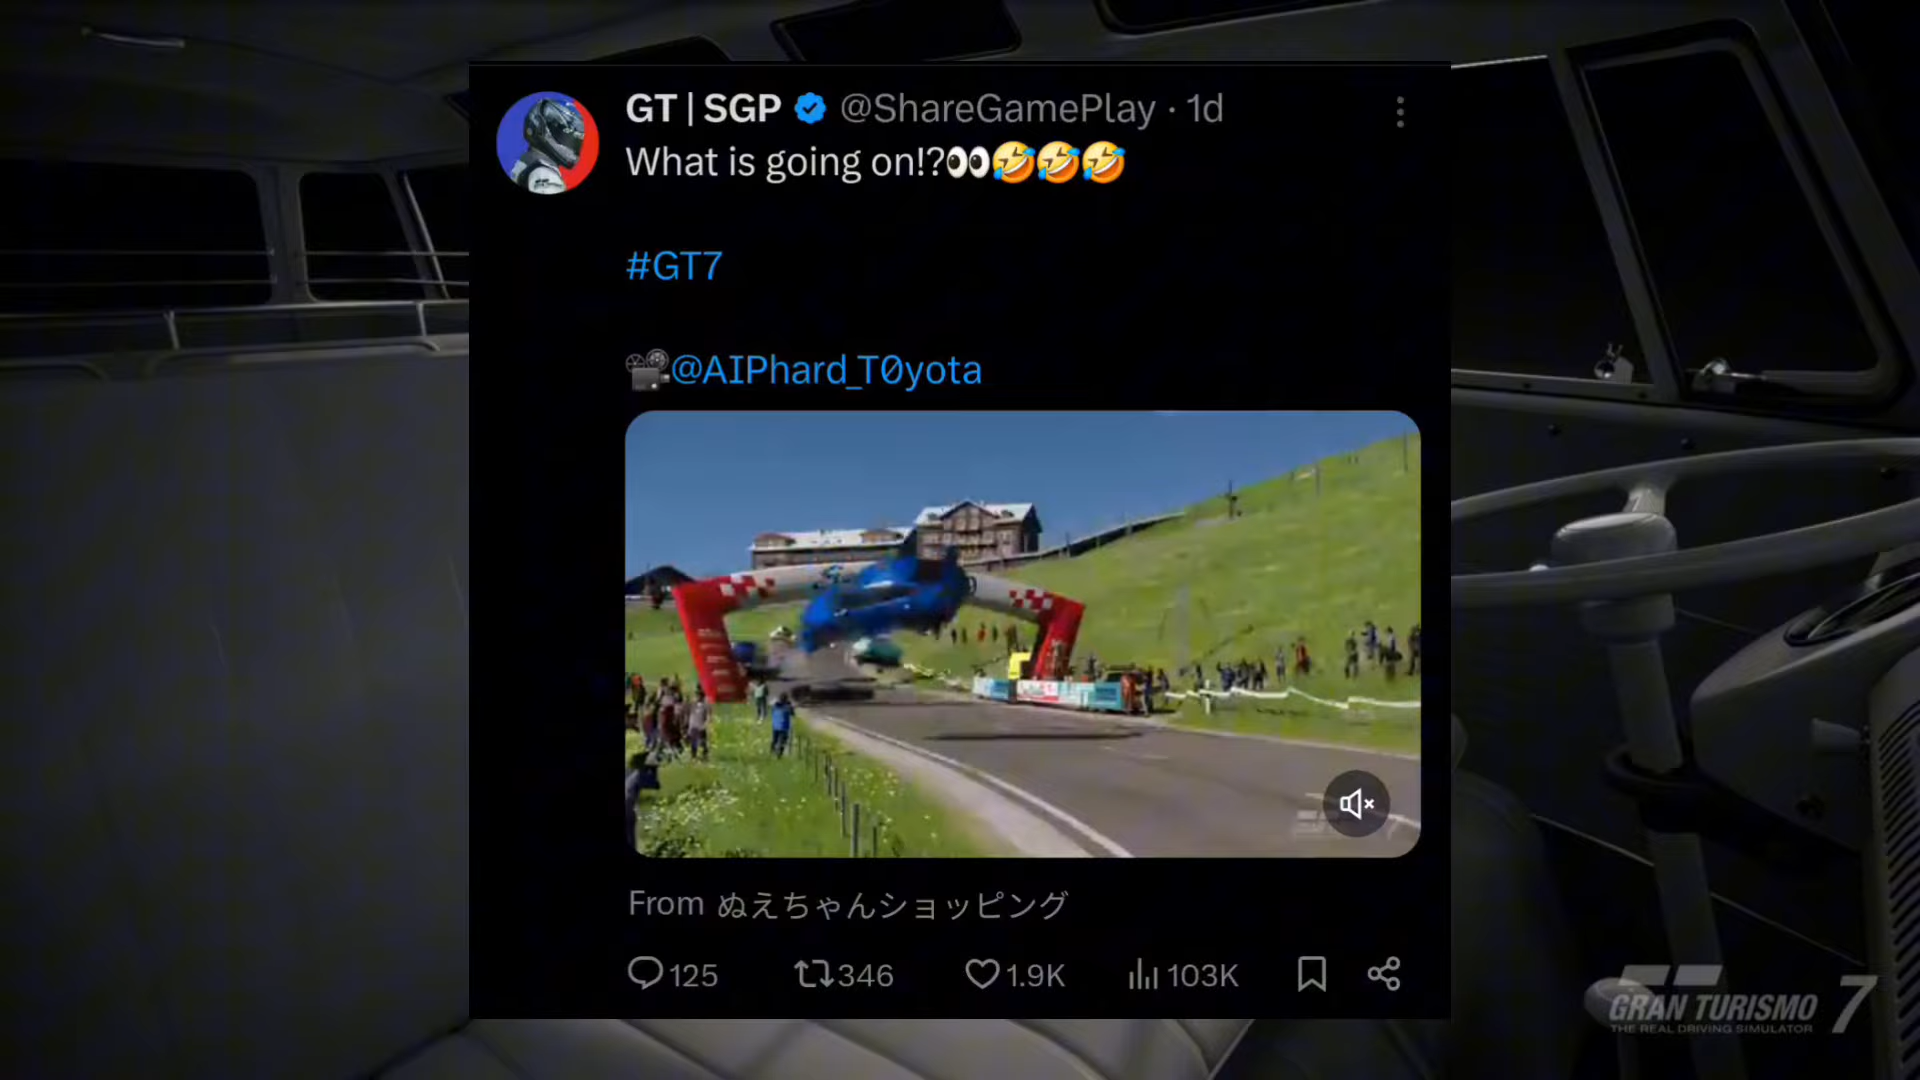 GT | SGP @ShareGamePlay · 1d
What is going on!?👀🤣🤣🤣
#GT7
🎥@AIPhard_T0yota
From ぬえちゃんショッピング
125 346 1.9K 103K
GRAN TURISMO 7
THE REAL DRIVING SIMULATOR